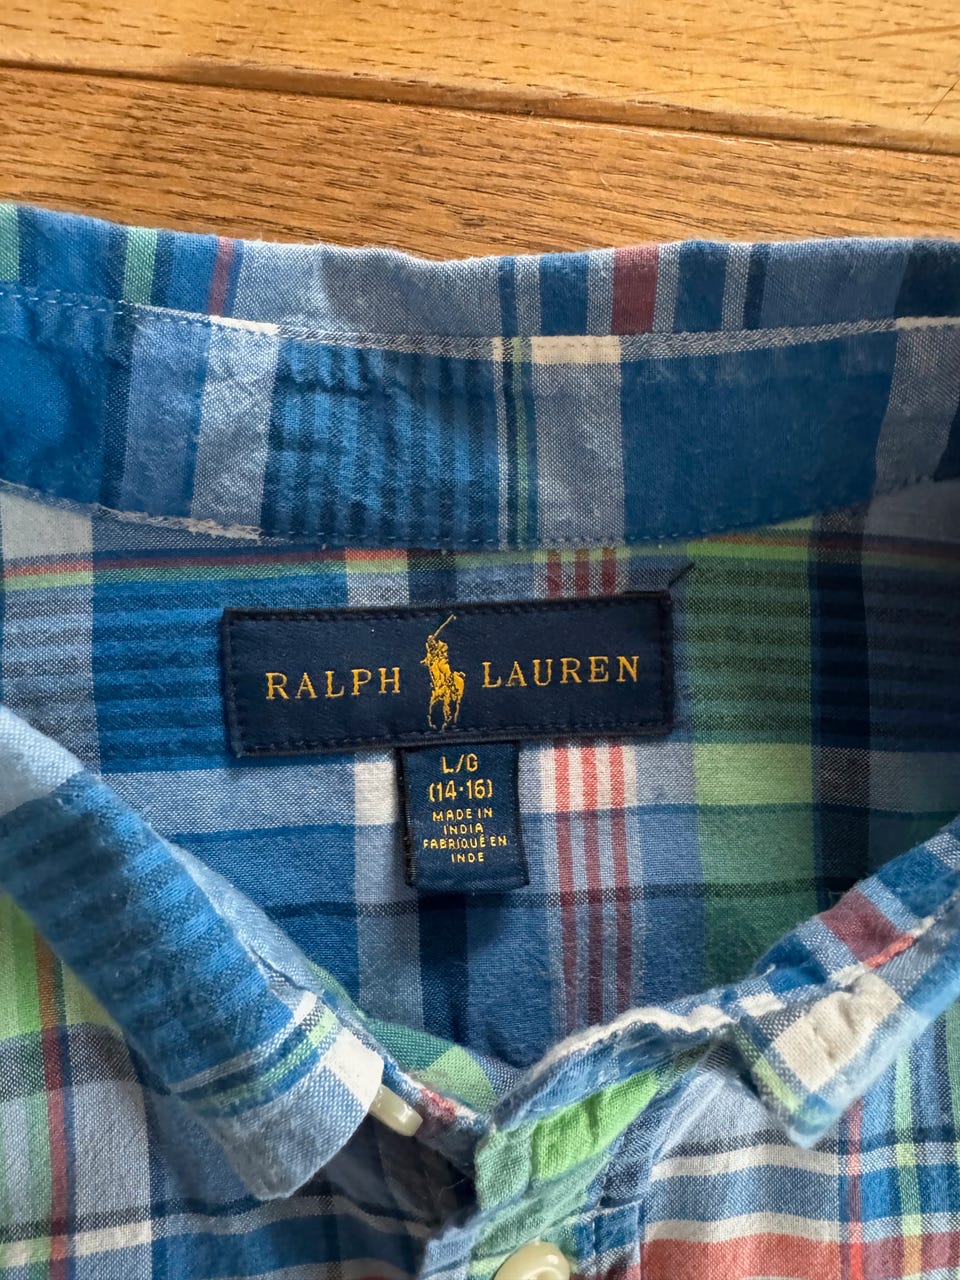 RALPH LAUREN
L/G
(14•16)
MADE IN
INDIA
FABRIQUÉ EN
INDE